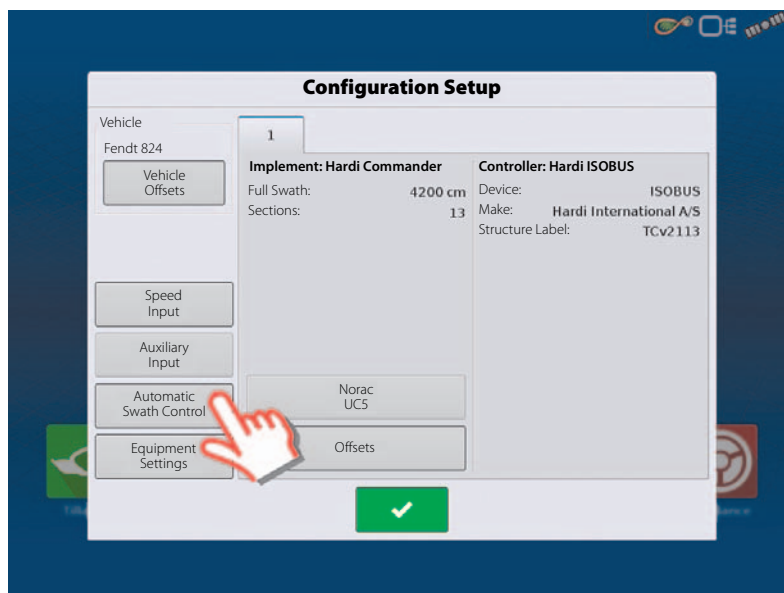 Configuration Setup
Vehicle
Fendt 824
Vehicle
Offsets
Speed
Input
Auxiliary
Input
Automatic
Swath Control
Equipment
Settings
1
Implement: Hardi Commander
Full Swath: 4200 cm
Sections: 13
Norac
UC5
Offsets
Controller: Hardi ISOBUS
Device: ISOBUS
Make: Hardi International A/S
Structure Label: TCv2113